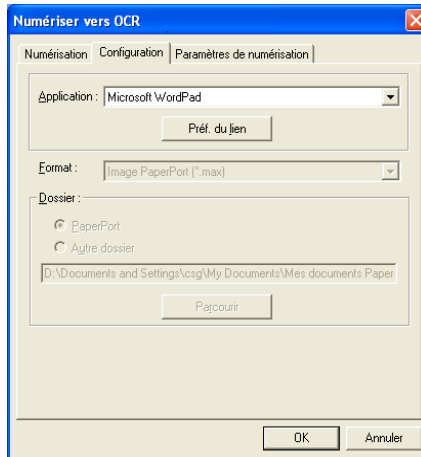 Numériser vers OCR
Numérisation Configuration Paramètres de numérisation
Application : Microsoft WordPad
Préf. du lien
Format : Image PaperPort (*.max)
Dossier :
PaperPort
Autre dossier
D:\Documents and Settings\csg\My Documents\Mes documents Paper
Parcourir
OK Annuler